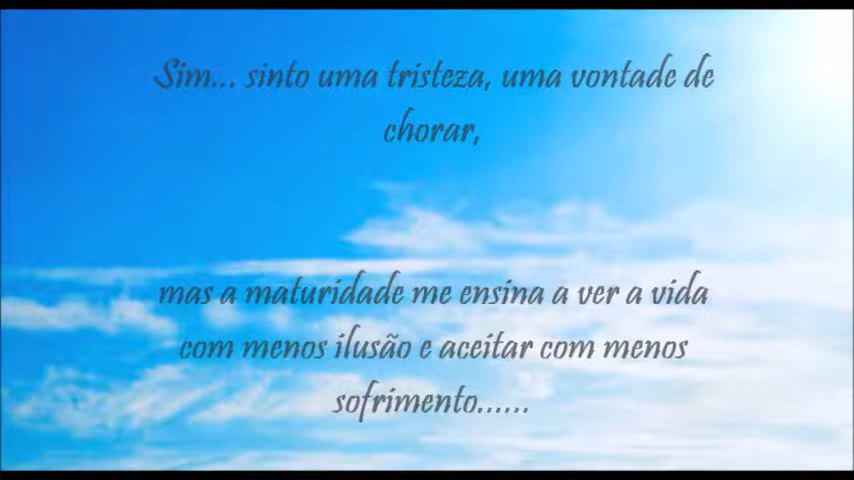 Sim... sinto uma tristeza, uma vontade de
chorar,
mas a maturidade me ensina a ver a vida
com menos ilusão e aceitar com menos
sofrimento......